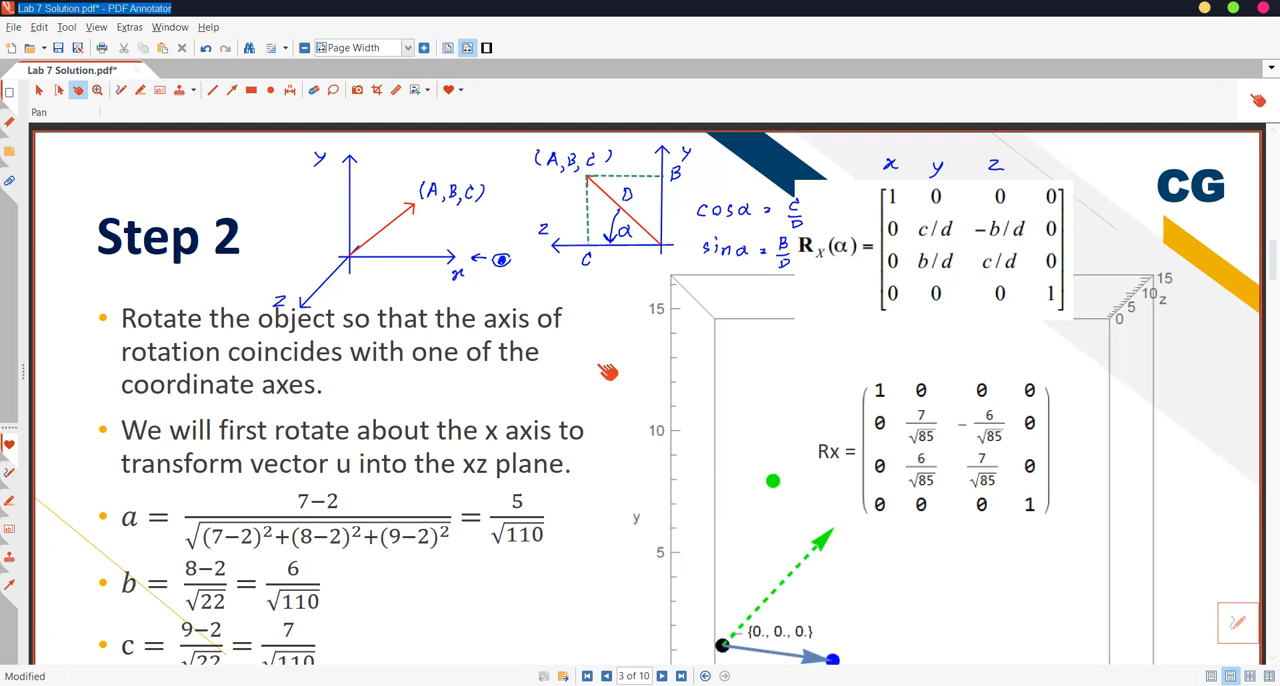 Lab 7 Solution.pdf* - PDF Annotator
File Edit Tool View Extras Window Help
Page Width
Lab 7 Solution.pdf*
Pan
Step 2
y
(A,B,C)
x
Z
(A,B,C)
y
B
D
α
Z
C
cosα = C/D
sinα = B/D
CG
x y z
R_X(α) =
1 0 0 0
0 c/d -b/d 0
0 b/d c/d 0
0 0 0 1
15
10
5
y
15
10
5
0
z
Rotate the object so that the axis of
rotation coincides with one of the
coordinate axes.
We will first rotate about the x axis to
transform vector u into the xz plane.
a = 7−2 / √(7−2)²+(8−2)²+(9−2)² = 5 / √110
b = 8−2 / √22 = 6 / √110
c = 9−2 / √22 = 7 / √110
Rx =
1 0 0 0
0 7/√85 - 6/√85 0
0 6/√85 7/√85 0
0 0 0 1
{0., 0., 0.}
Modified
3 of 10